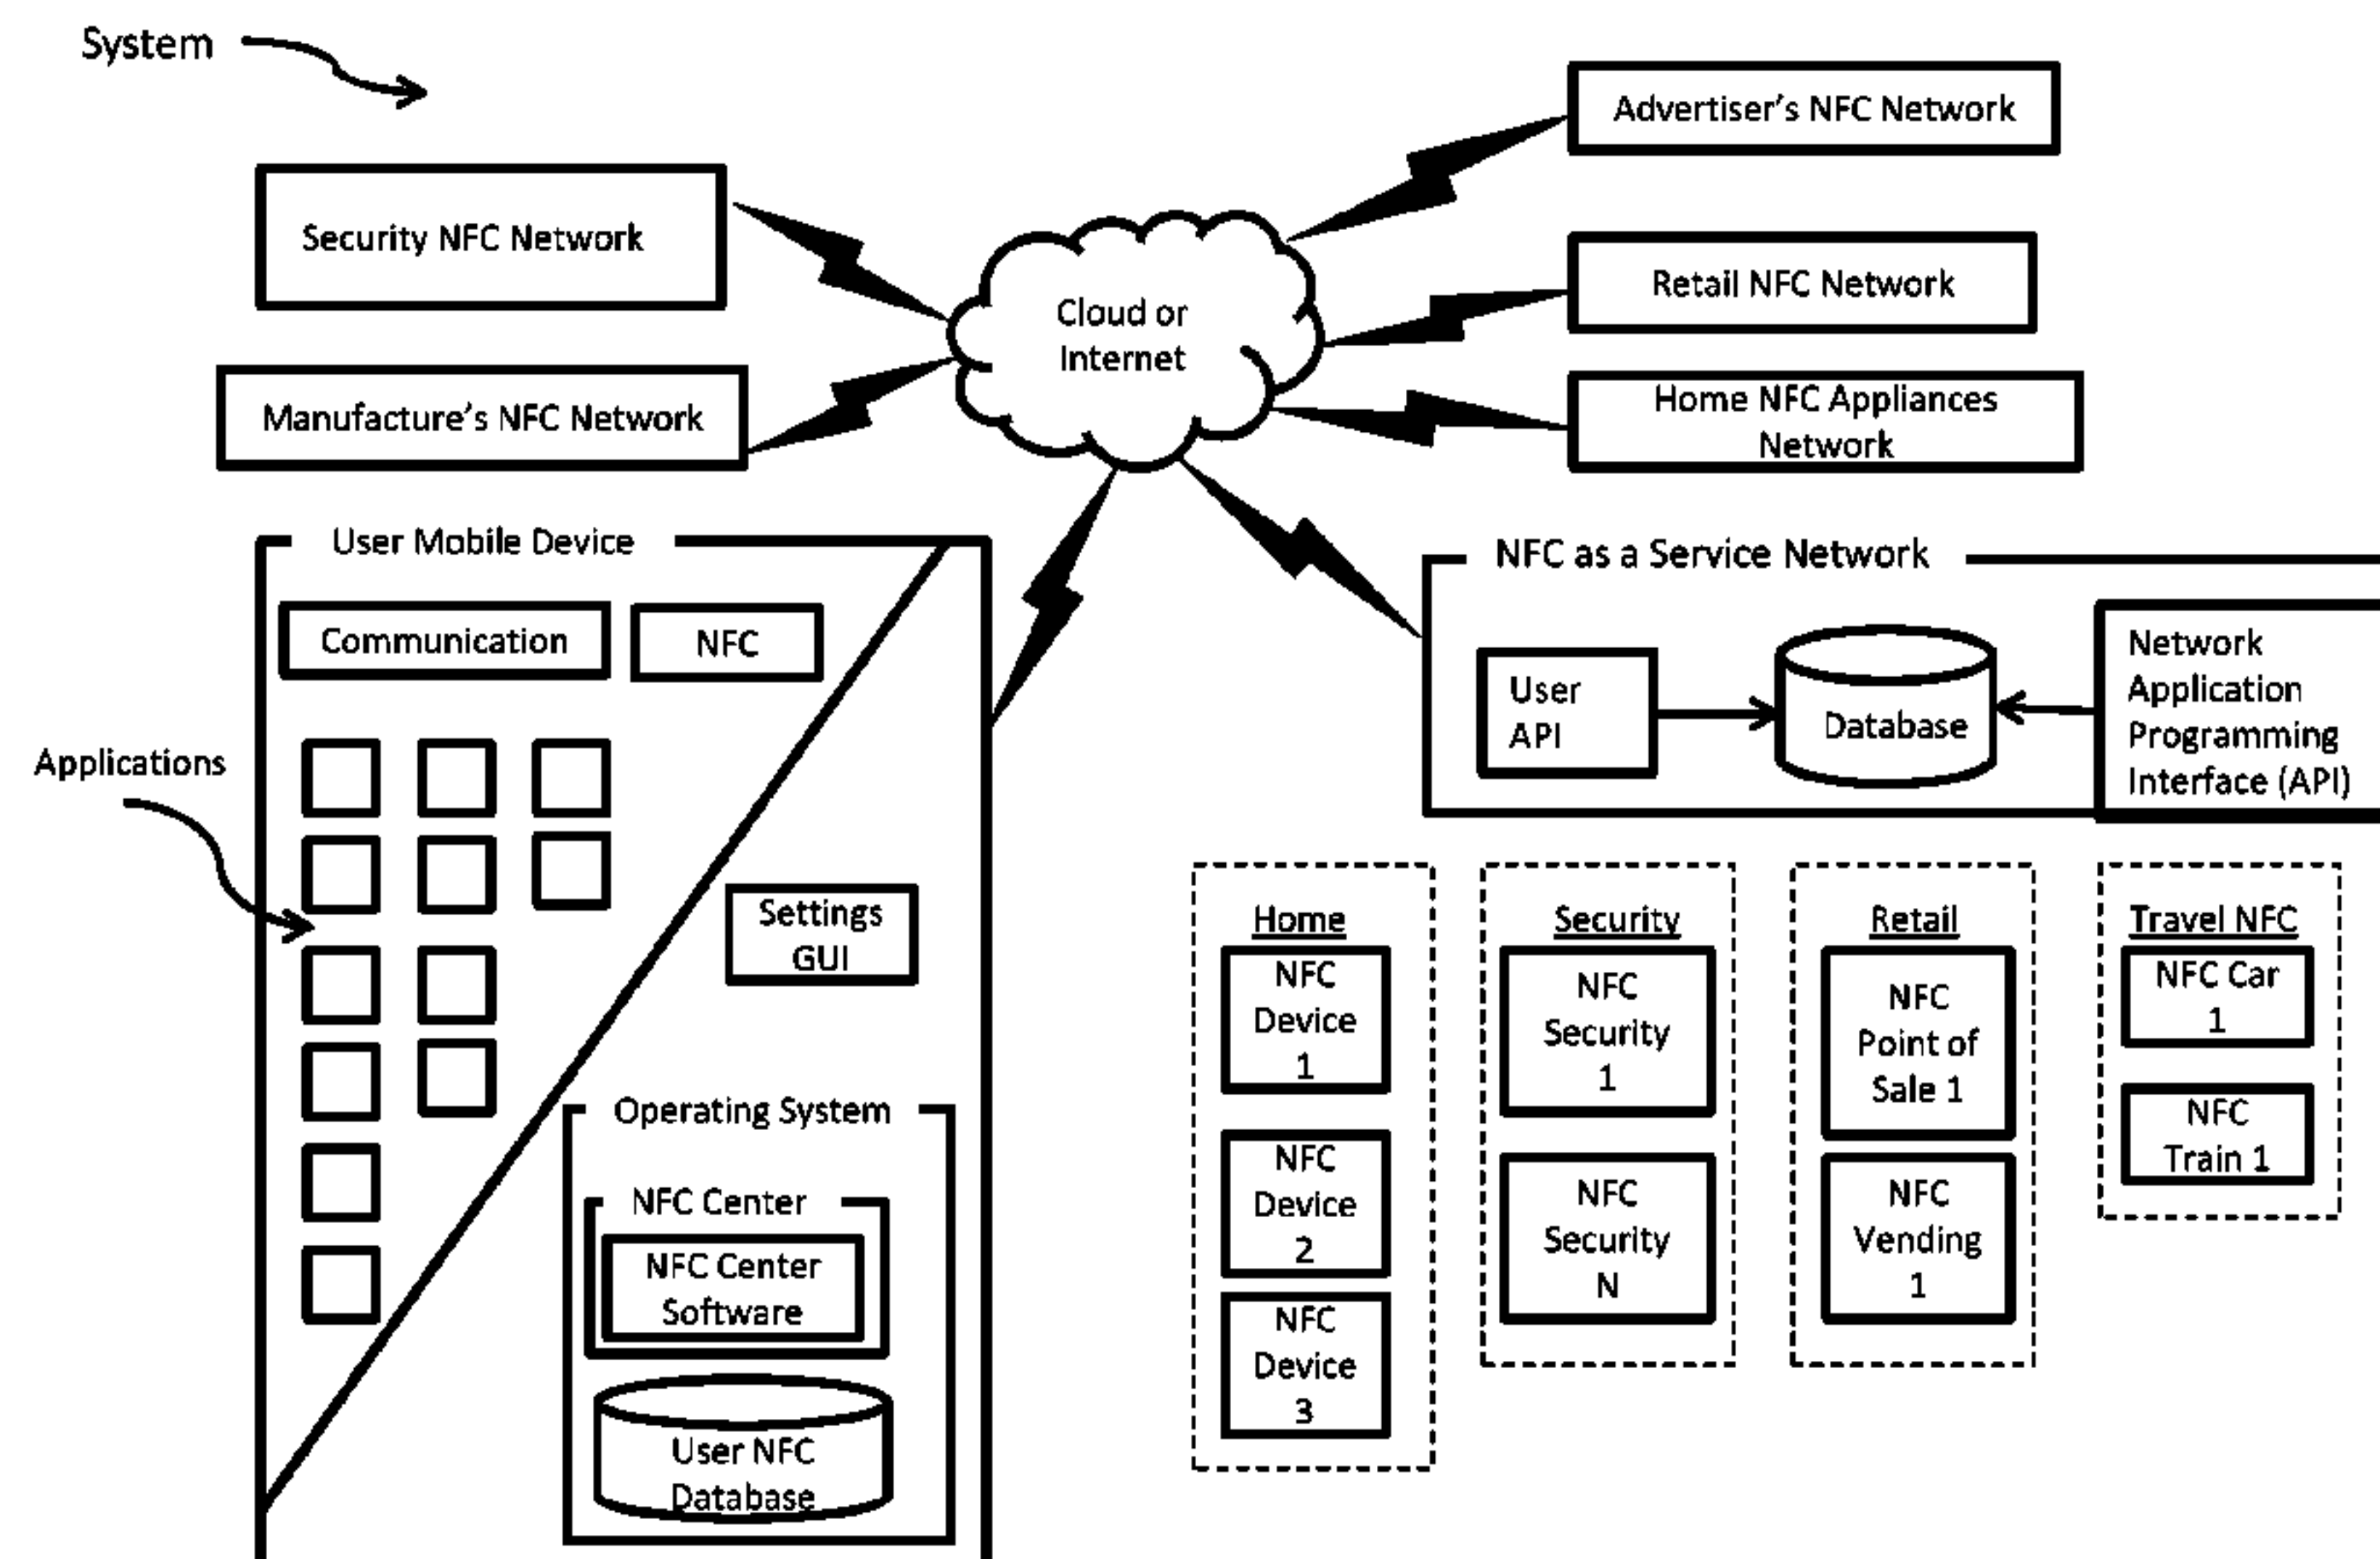 System
Advertiser's NFC Network
Security NFC Network
Retail NFC Network
Cloud or
Internet
Manufacture's NFC Network
Home NFC Appliances
Network
User Mobile Device
Communication
NFC
Applications
Settings
GUI
Operating System
NFC Center
NFC Center
Software
User NFC
Database
NFC as a Service Network
User
API
Database
Network
Application
Programming
Interface (API)
Home
NFC
Device
1
NFC
Device
2
NFC
Device
3
Security
NFC
Security
1
NFC
Security
N
Retail
NFC
Point of
Sale 1
NFC
Vending
1
Travel NFC
NFC Car
1
NFC
Train 1